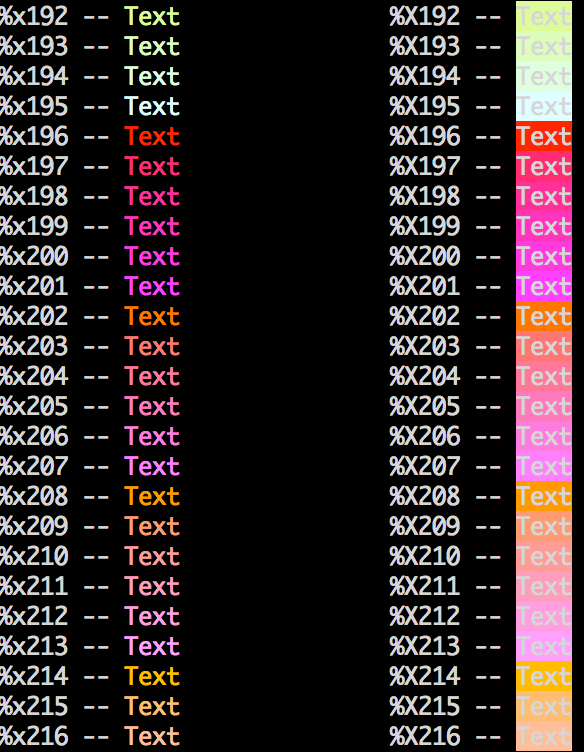 %x192 -- Text %X192 -- Text
%x193 -- Text %X193 -- Text
%x194 -- Text %X194 -- Text
%x195 -- Text %X195 -- Text
%x196 -- Text %X196 -- Text
%x197 -- Text %X197 -- Text
%x198 -- Text %X198 -- Text
%x199 -- Text %X199 -- Text
%x200 -- Text %X200 -- Text
%x201 -- Text %X201 -- Text
%x202 -- Text %X202 -- Text
%x203 -- Text %X203 -- Text
%x204 -- Text %X204 -- Text
%x205 -- Text %X205 -- Text
%x206 -- Text %X206 -- Text
%x207 -- Text %X207 -- Text
%x208 -- Text %X208 -- Text
%x209 -- Text %X209 -- Text
%x210 -- Text %X210 -- Text
%x211 -- Text %X211 -- Text
%x212 -- Text %X212 -- Text
%x213 -- Text %X213 -- Text
%x214 -- Text %X214 -- Text
%x215 -- Text %X215 -- Text
%x216 -- Text %X216 -- Text